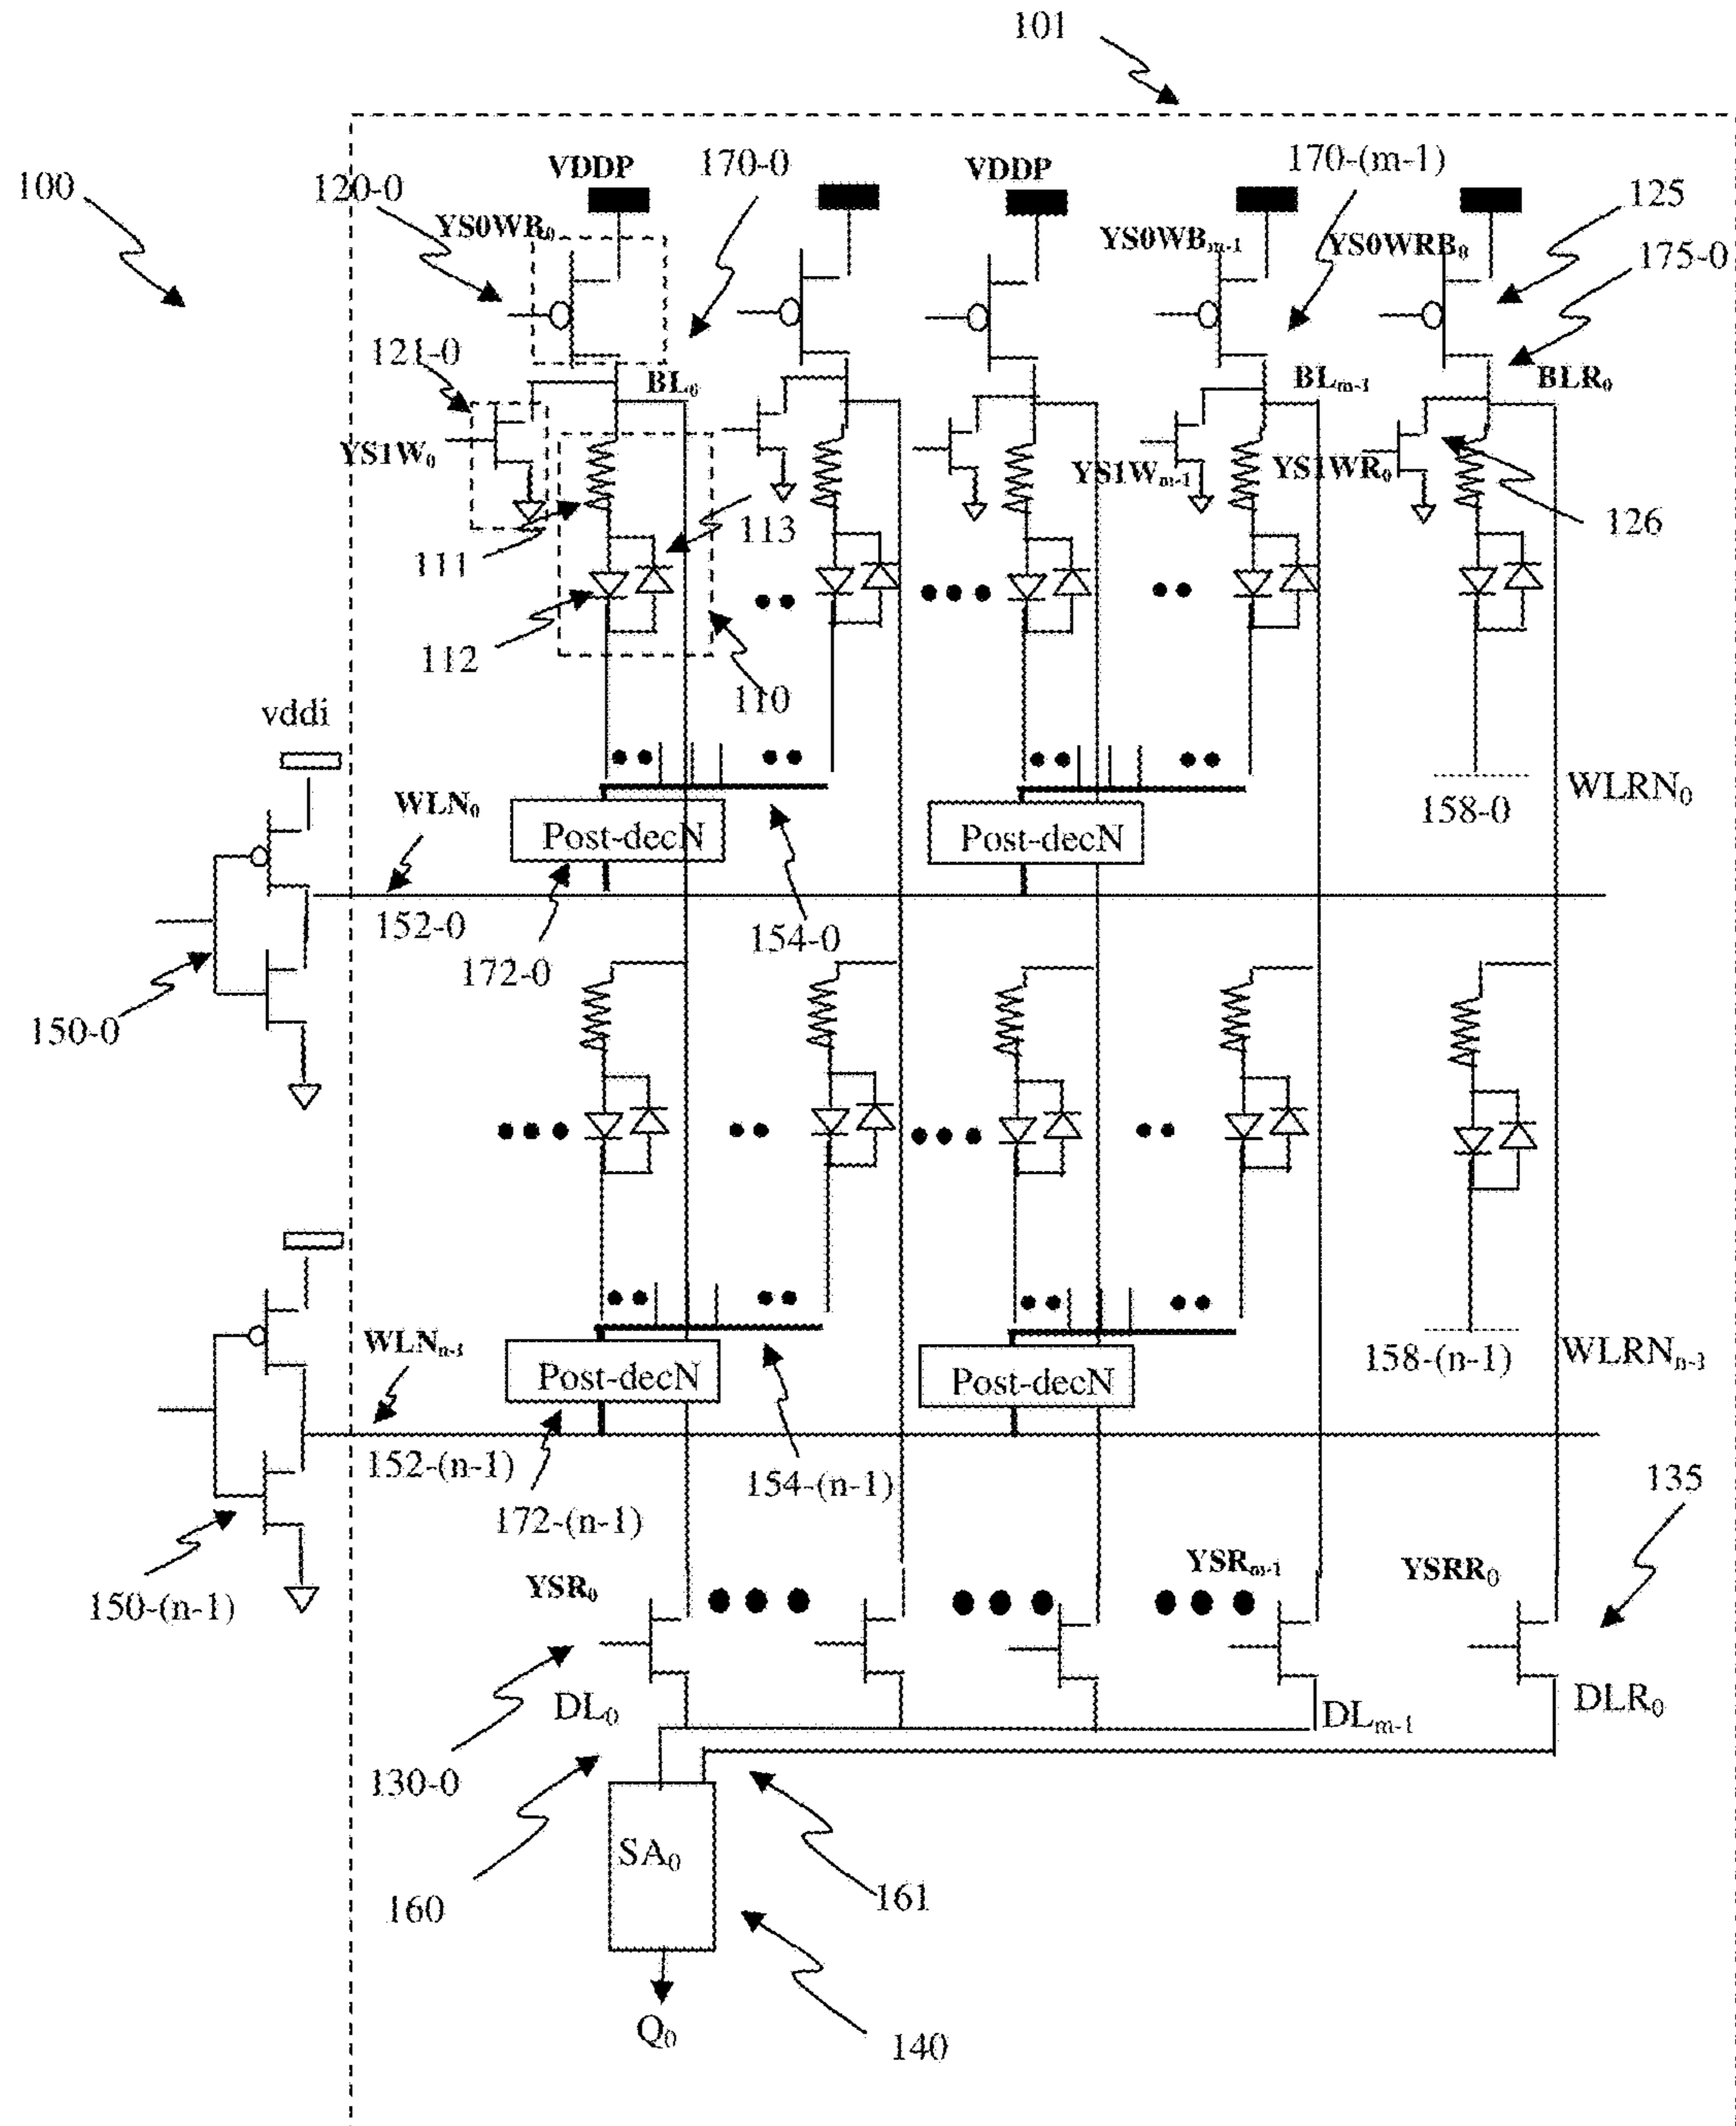 101
100
120-0
VDDP
170-0
VDDP
170-(m-1)
125
YS0WB0
YS0WBm-1
YS0WRB0
175-0
121-0
BL0
BLm-1
BLR0
YS1W0
YS1Wm-1
YS1WR0
111
113
126
112
110
vddi
WLN0
Post-decN
Post-decN
158-0
WLRN0
152-0
172-0
154-0
150-0
WLNn-1
Post-decN
Post-decN
158-(n-1)
WLRNn-1
152-(n-1)
172-(n-1)
154-(n-1)
135
150-(n-1)
YSR0
YSRm-1
YSRR0
DL0
DLm-1
DLR0
130-0
SA0
160
161
Q0
140